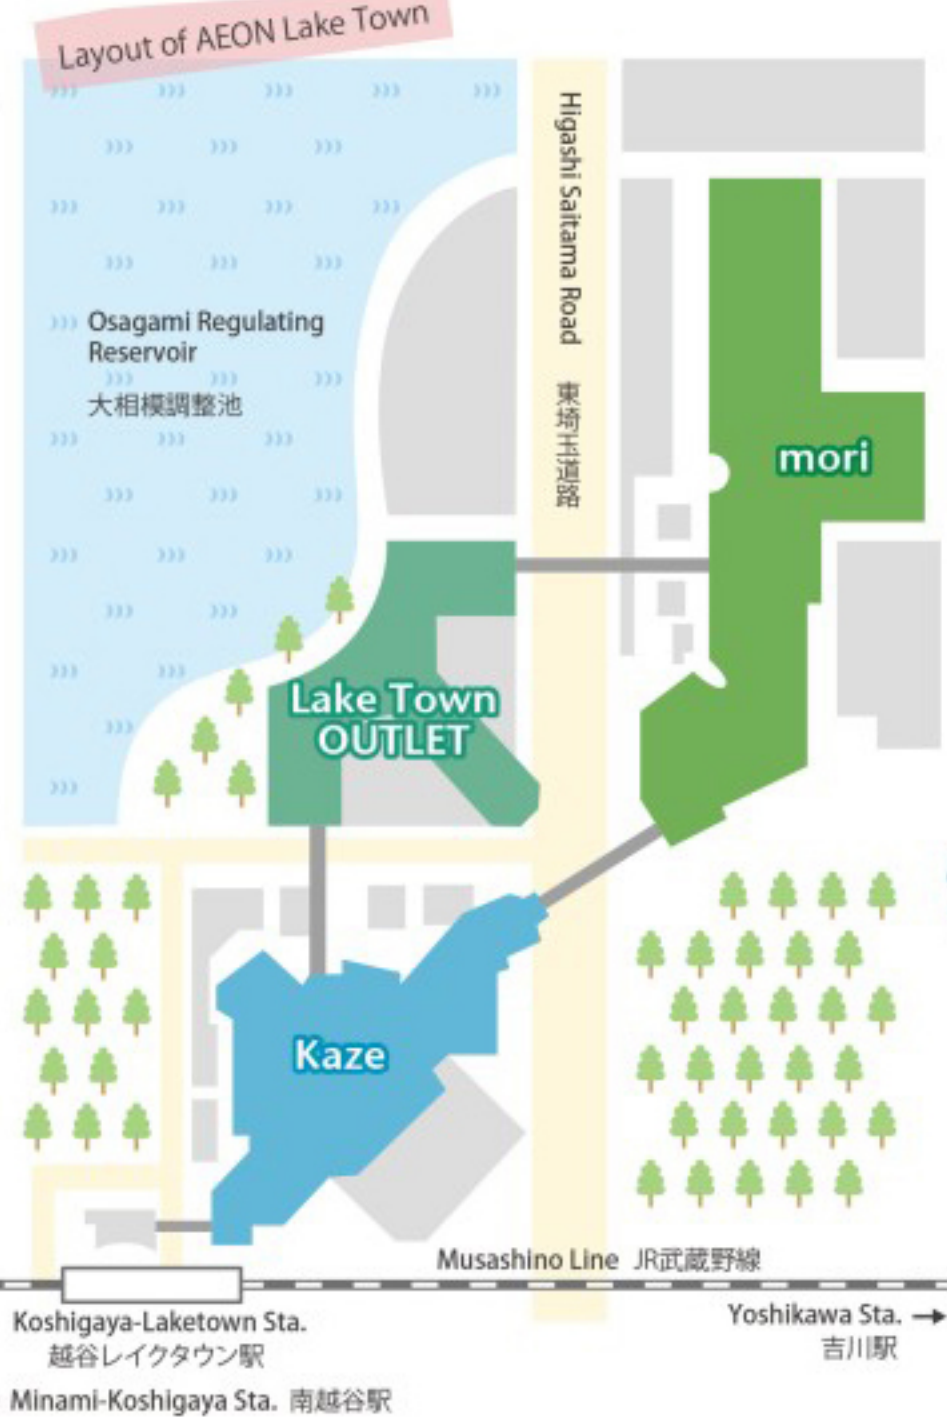 Layout of AEON Lake Town
Higashi Saitama Road 東埼玉道路
Osagami Regulating
Reservoir
大相模調整池
mori
Lake Town
OUTLET
Kaze
Musashino Line JR武蔵野線
Koshigaya-Laketown Sta.
越谷レイクタウン駅
Yoshikawa Sta. →
吉川駅
Minami-Koshigaya Sta. 南越谷駅